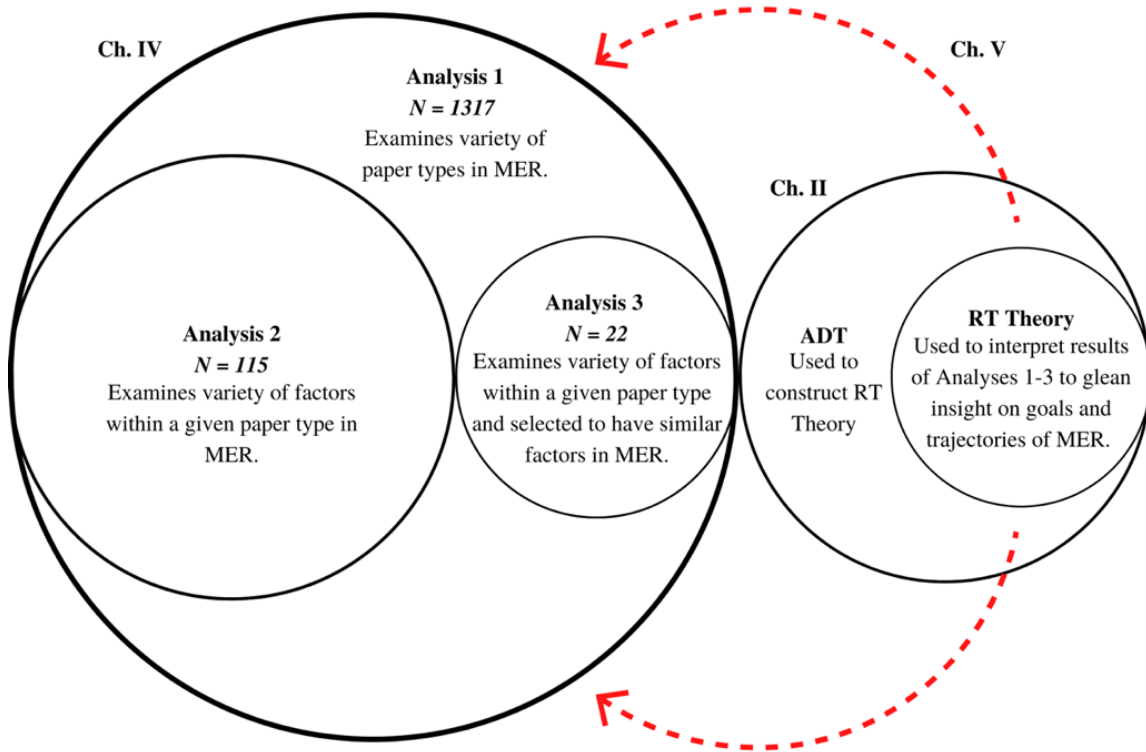 Ch. IV
Analysis 1
N = 1317
Examines variety of
paper types in MER.
Analysis 2
N = 115
Examines variety of factors
within a given paper type in
MER.
Analysis 3
N = 22
Examines variety of factors
within a given paper type
and selected to have similar
factors in MER.
Ch. V
Ch. II
ADT
Used to
construct RT
Theory
RT Theory
Used to interpret results
of Analyses 1-3 to glean
insight on goals and
trajectories of MER.